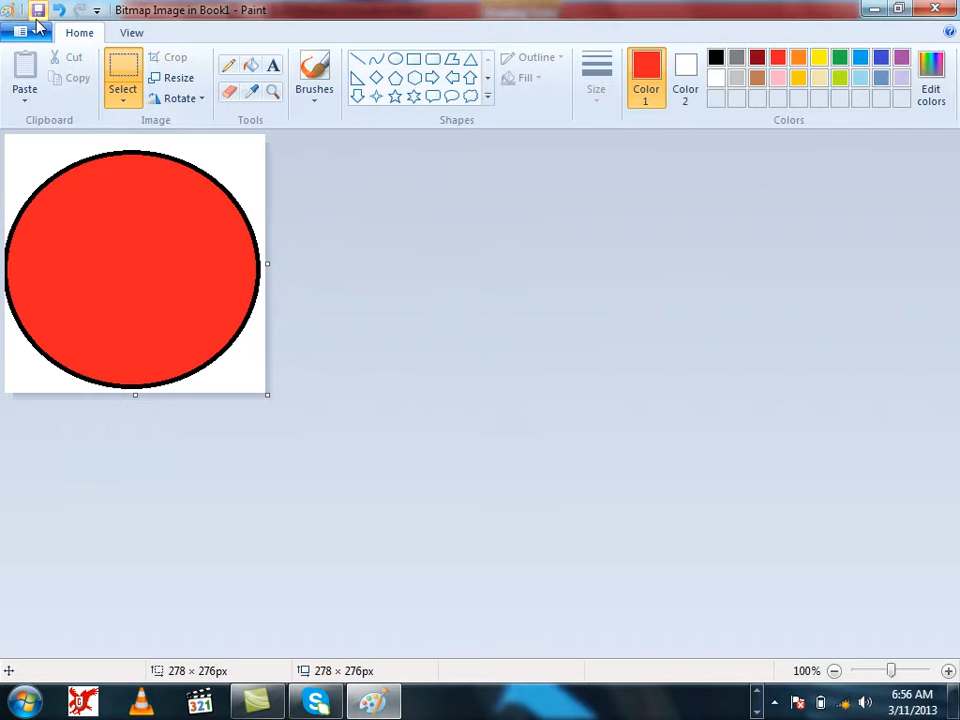 Bitmap Image in Book1 - Paint
Home View
Paste Cut Copy
Clipboard
Select Crop Resize Rotate
Image
A
Tools
Brushes
Outline Fill
Shapes
Size
Color 1 Color 2
Edit colors
Colors
278 × 276px 278 × 276px 100%
321
6:56 AM
3/11/2013